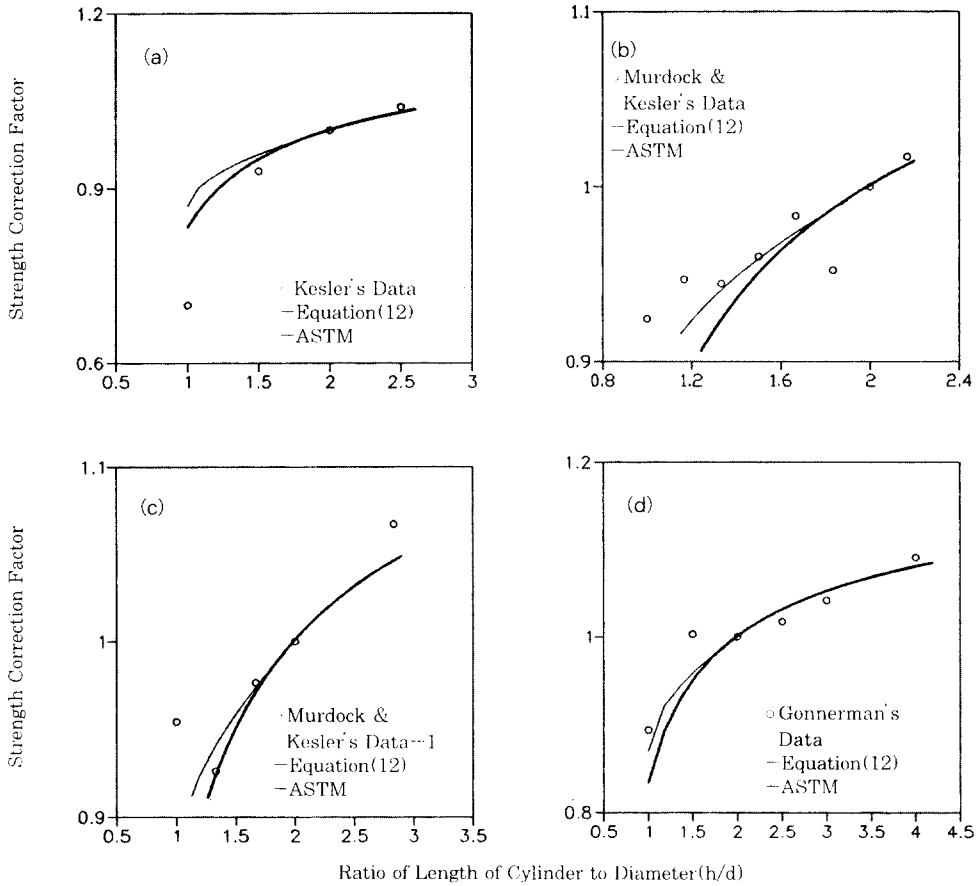 (a)
1.2
0.9
0.6
Kesler's Data
Equation(12)
ASTM
0.5 1 1.5 2 2.5 3
Strength Correction Factor
(b)
1.1
1
0.9
Murdock &
Kesler's Data
Equation(12)
ASTM
0.8 1.2 1.6 2 2.4
(c)
1.1
1
0.9
Murdock &
Kesler's Data-1
Equation(12)
ASTM
0.5 1 1.5 2 2.5 3 3.5
Strength Correction Factor
(d)
1.2
1
0.8
Gonnerman's
Data
Equation(12)
ASTM
0.5 1 1.5 2 2.5 3 3.5 4 4.5
Ratio of Length of Cylinder to Diameter(h/d)